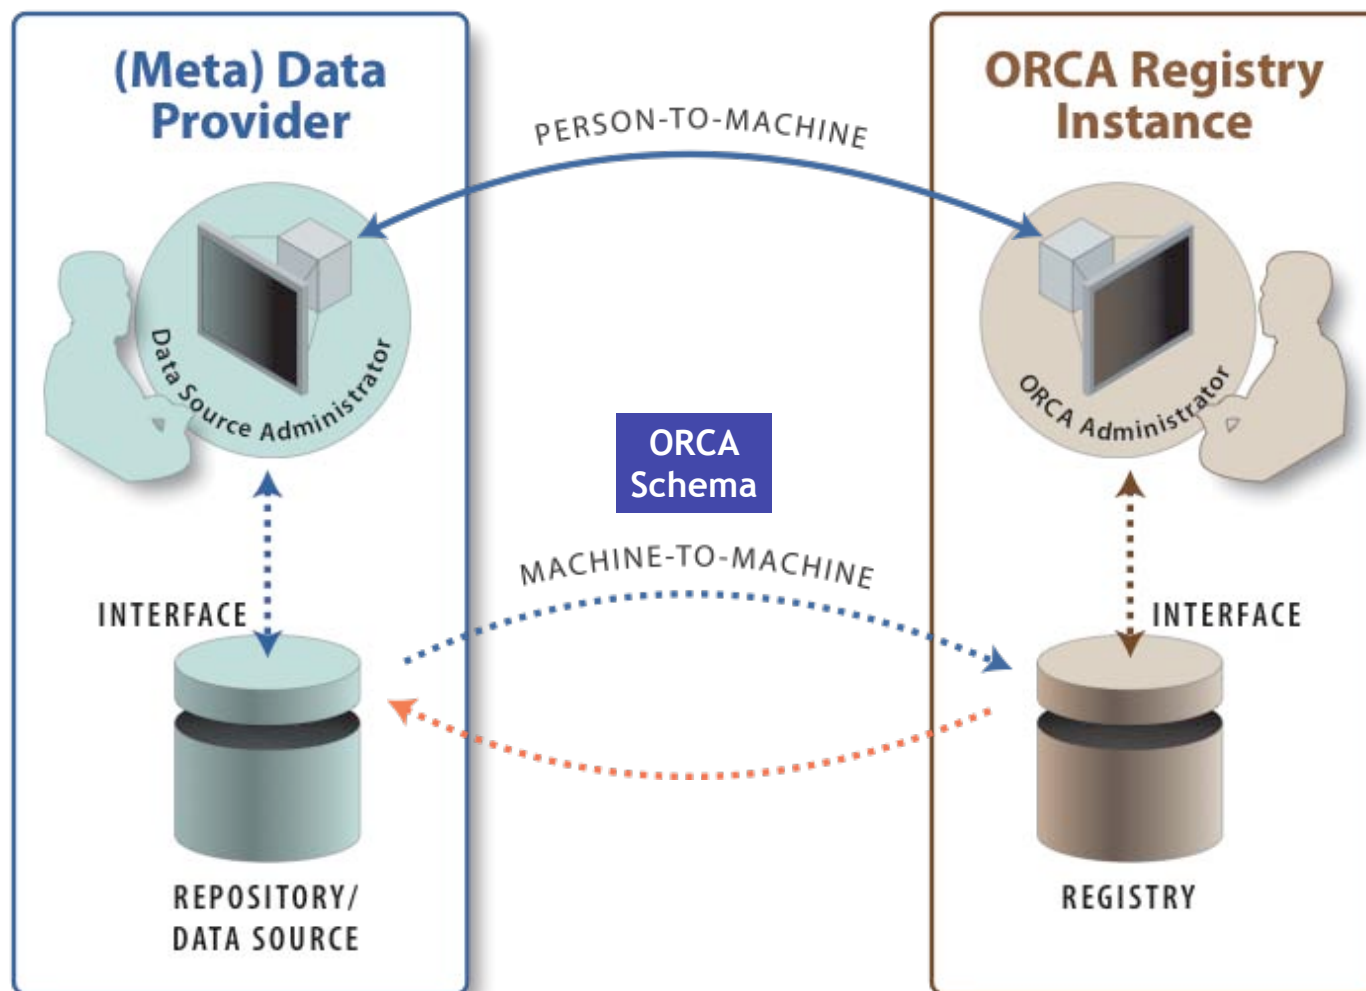 (Meta) Data
Provider
ORCA Registry
Instance
PERSON-TO-MACHINE
Data Source Administrator
ORCA Administrator
ORCA
Schema
MACHINE-TO-MACHINE
INTERFACE
INTERFACE
REPOSITORY/
DATA SOURCE
REGISTRY